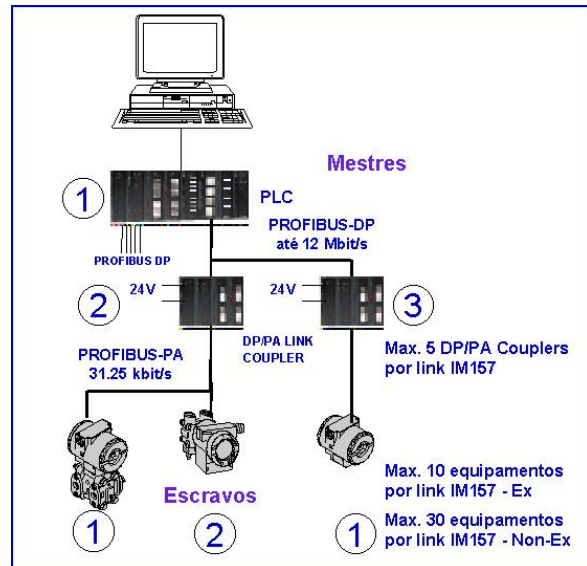 Mestres
1
PLC
PROFIBUS-DP
até 12 Mbit/s
PROFIBUS DP
2
24V
24V
3
DP/PA LINK
COUPLER
PROFIBUS-PA
31.25 kbit/s
Max. 5 DP/PA Couplers
por link IM157
Max. 10 equipamentos
por link IM157 - Ex
Escravos
1
2
1
Max. 30 equipamentos
por link IM157 - Non-Ex